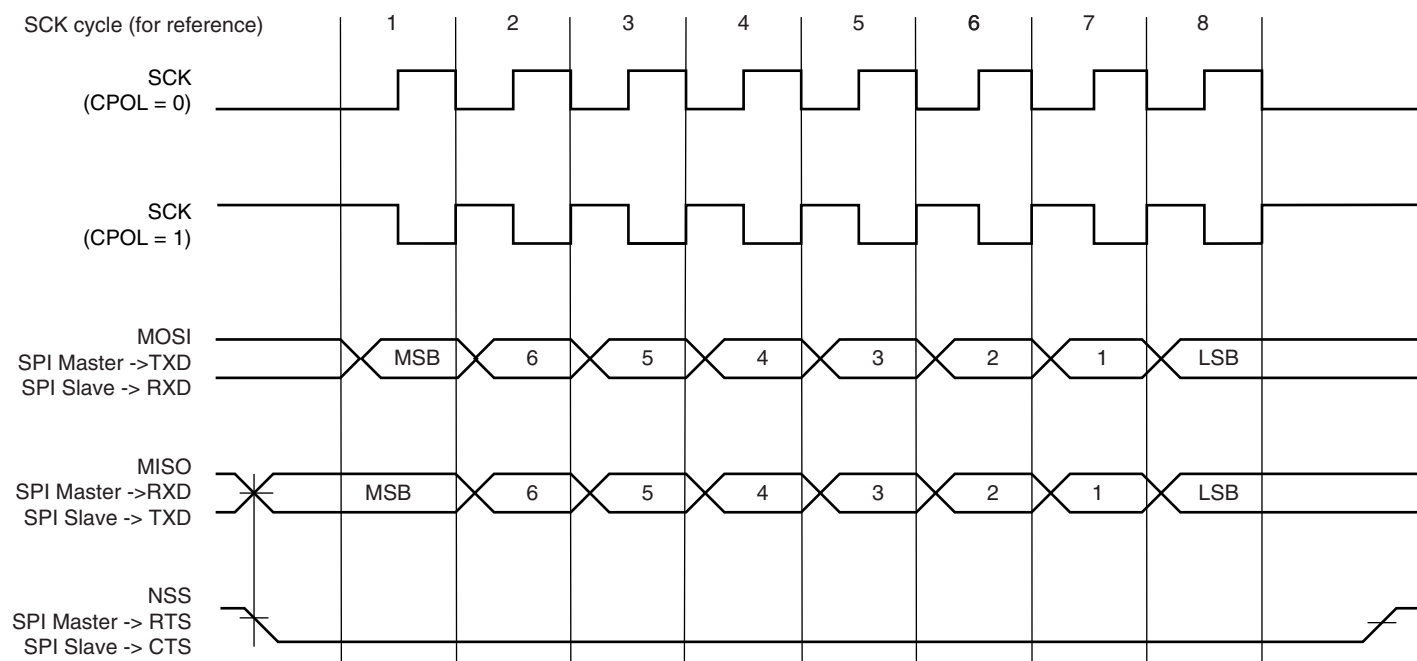 SCK cycle (for reference) 1 2 3 4 5 6 7 8
SCK
(CPOL = 0)
SCK
(CPOL = 1)
MOSI
SPI Master ->TXD
SPI Slave -> RXD
MSB 6 5 4 3 2 1 LSB
MISO
SPI Master ->RXD
SPI Slave -> TXD
MSB 6 5 4 3 2 1 LSB
NSS
SPI Master -> RTS
SPI Slave -> CTS